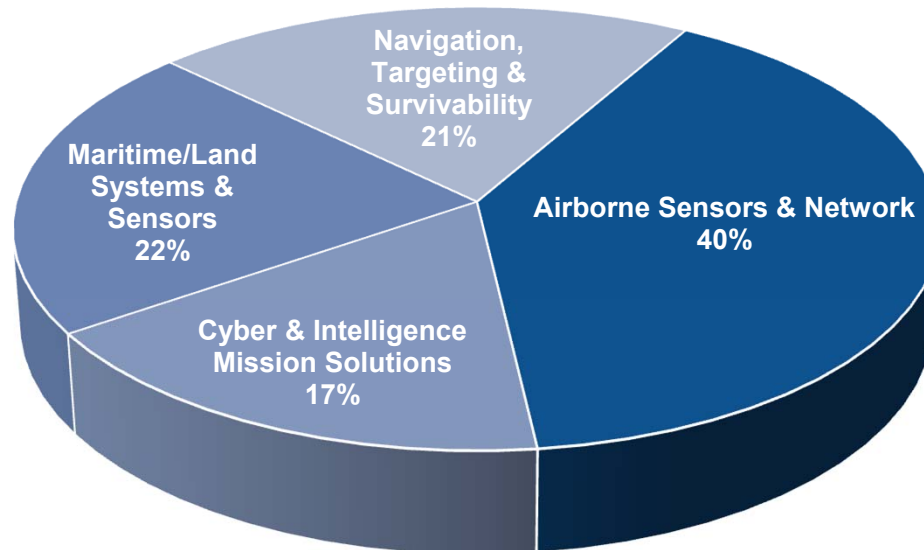 Navigation,
Targeting &
Survivability
21%
Maritime/Land
Systems &
Sensors
22%
Airborne Sensors & Network
40%
Cyber & Intelligence
Mission Solutions
17%